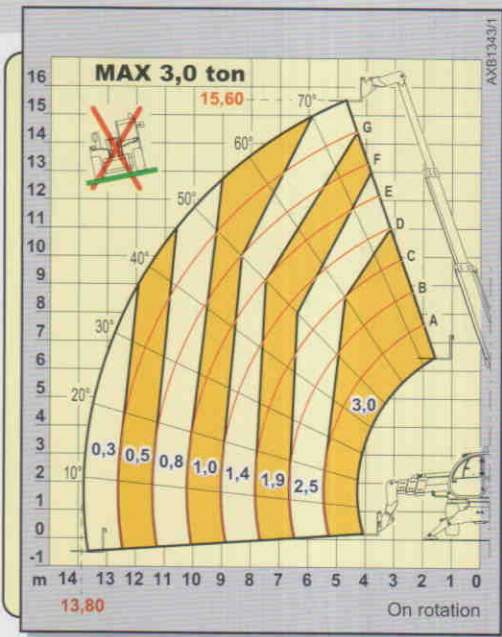 AXB1343/1
MAX 3,0 ton
15,60
70°
60°
50°
40°
30°
20°
10°
G
F
E
D
C
B
A
16
15
14
13
12
11
10
9
8
7
6
5
4
3
2
1
0
-1
0,3 0,5 0,8 1,0 1,4 1,9 2,5 3,0
m 14 13 12 11 10 9 8 7 6 5 4 3 2 1 0
13,80
On rotation